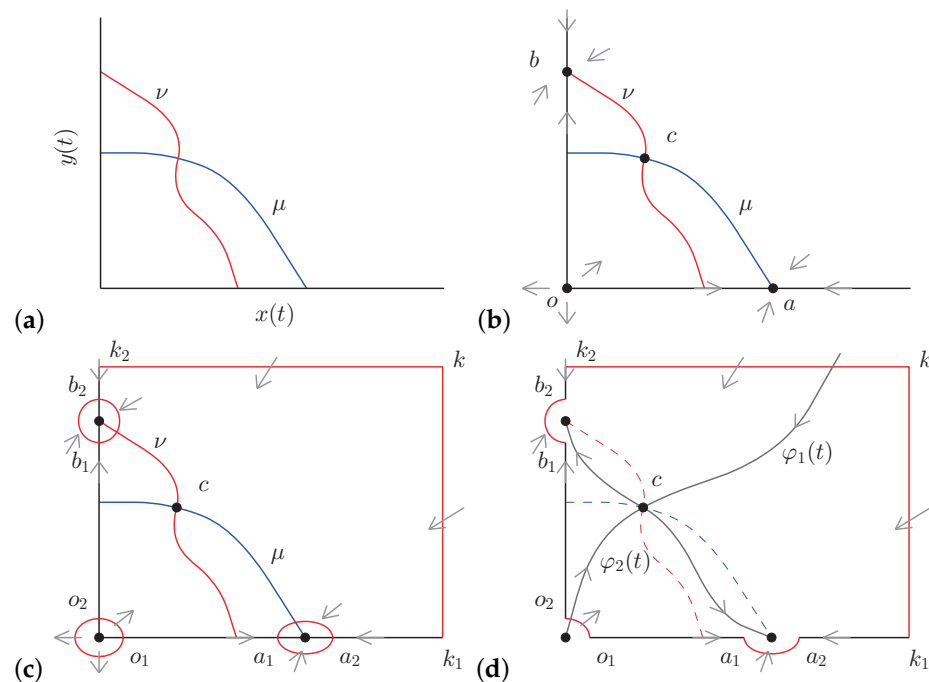 y(t)
ν
μ
(a)
x(t)
b
ν
c
μ
(b)
o
a
k₂
k
b₂
ν
b₁
c
μ
o₂
(c)
o₁
a₁
a₂
k₁
k₂
k
b₂
φ₁(t)
b₁
c
φ₂(t)
o₂
(d)
o₁
a₁
a₂
k₁